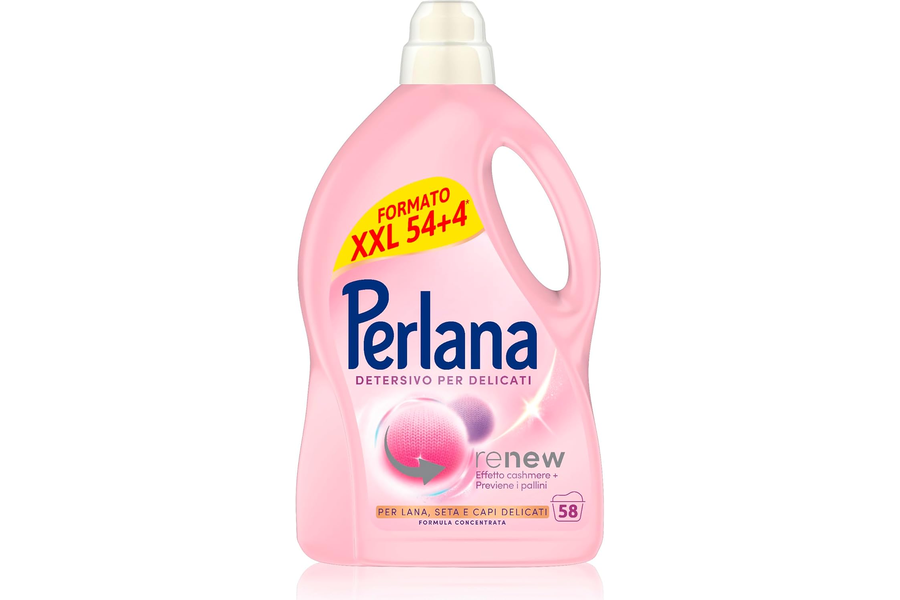 FORMATO
XXL 54+4*
Perlana
DETERSIVO PER DELICATI
renew
Effetto cashmere +
Previene i pallini
PER LANA, SETA E CAPI DELICATI
58
FORMULA CONCENTRATA